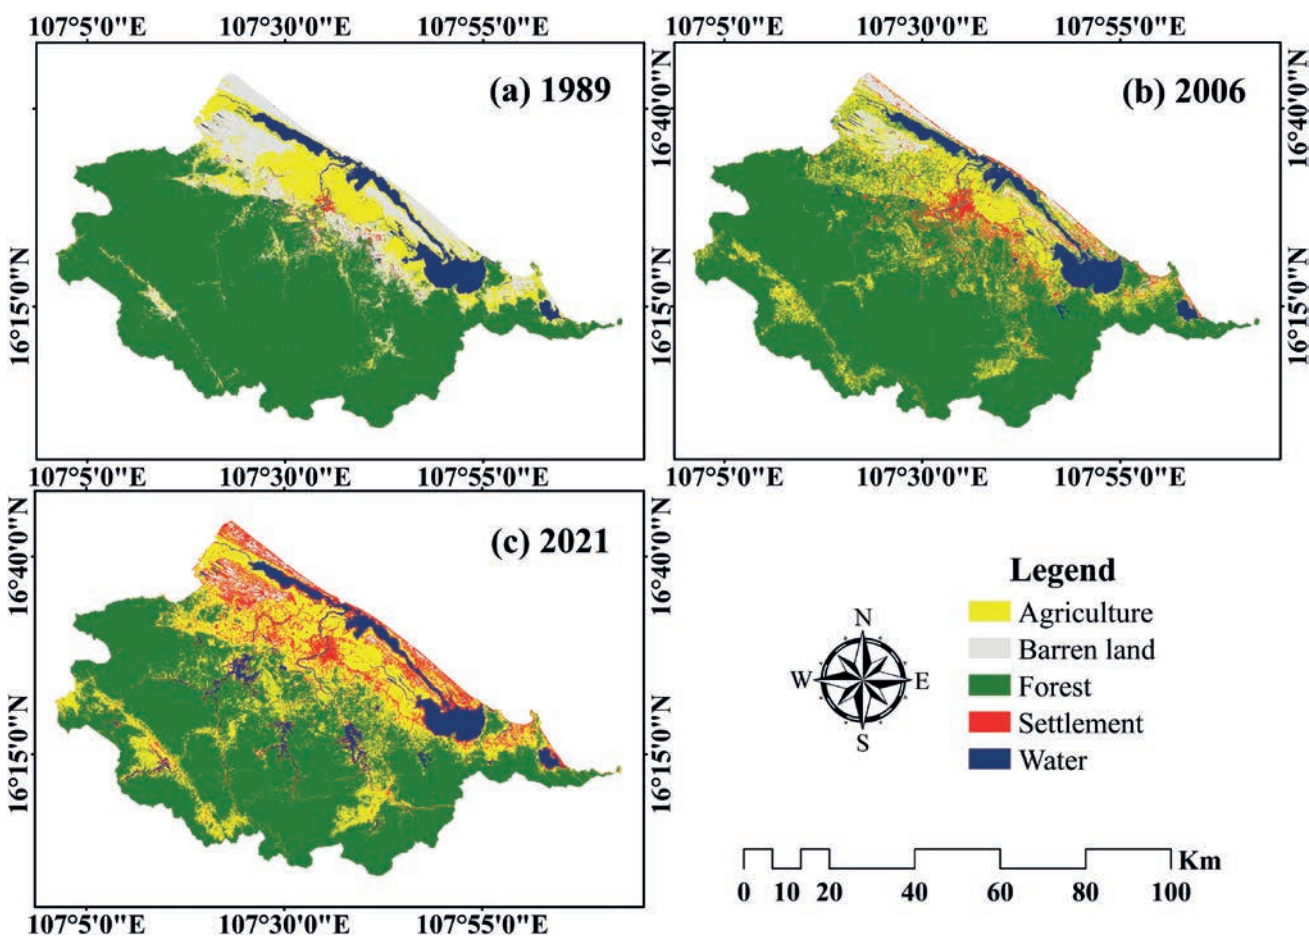 107°5'0"E 107°30'0"E 107°55'0"E 107°5'0"E 107°30'0"E 107°55'0"E
(a) 1989
(b) 2006
16°40'0"N
16°15'0"N
16°40'0"N
16°15'0"N
16°40'0"N
16°15'0"N
107°5'0"E 107°30'0"E 107°55'0"E 107°5'0"E 107°30'0"E 107°55'0"E
(c) 2021
16°40'0"N
16°15'0"N
16°40'0"N
16°15'0"N
107°5'0"E 107°30'0"E 107°55'0"E
Legend
Agriculture
Barren land
Forest
Settlement
Water
N
W E
S
Km
0 10 20 40 60 80 100